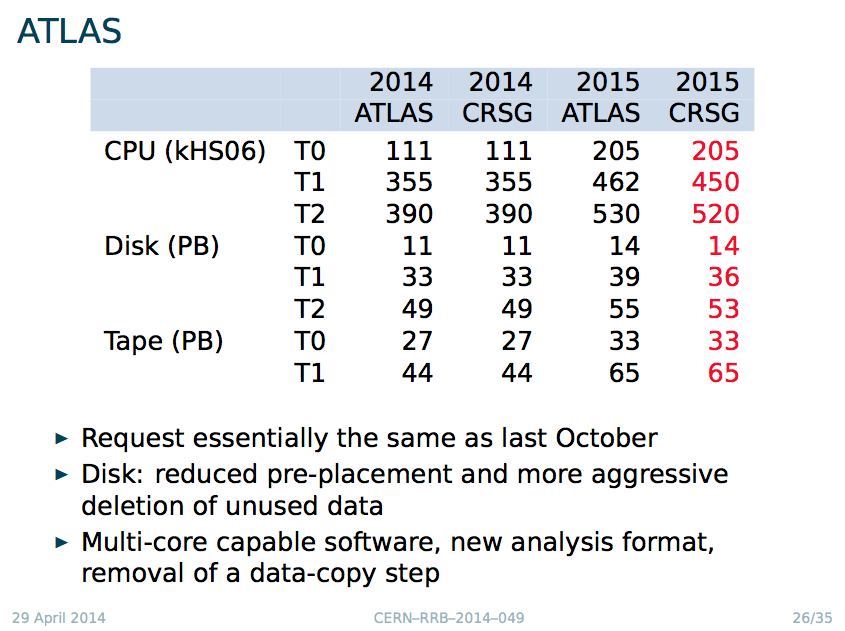 ATLAS
2014 2014 2015 2015
ATLAS CRSG ATLAS CRSG
CPU (kHS06) T0 111 111 205 205
T1 355 355 462 450
T2 390 390 530 520
Disk (PB) T0 11 11 14 14
T1 33 33 39 36
T2 49 49 55 53
Tape (PB) T0 27 27 33 33
T1 44 44 65 65
► Request essentially the same as last October
► Disk: reduced pre-placement and more aggressive
deletion of unused data
► Multi-core capable software, new analysis format,
removal of a data-copy step
29 April 2014 CERN–RRB–2014–049 26/35